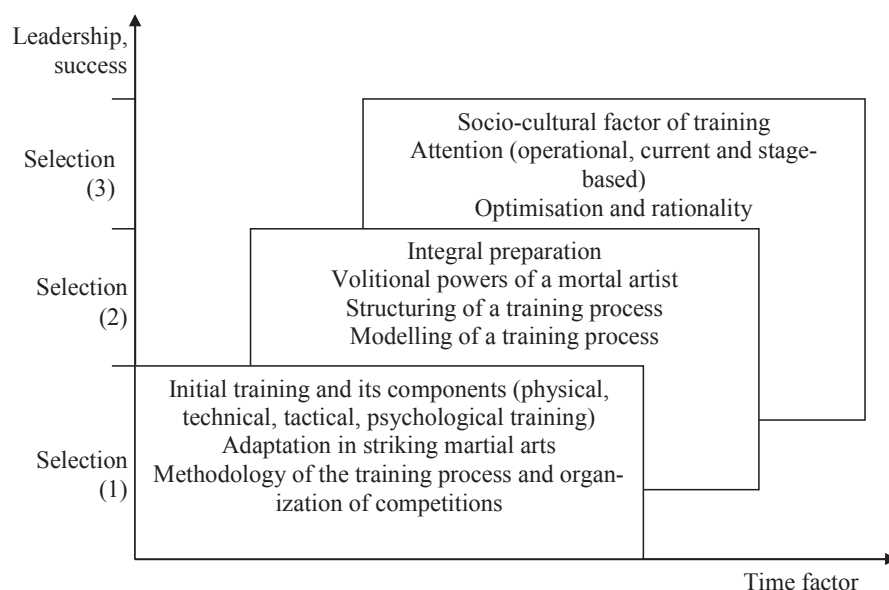 Leadership,
success
Socio-cultural factor of training
Attention (operational, current and stage-
based)
Optimisation and rationality
Selection
(3)
Integral preparation
Volitional powers of a mortal artist
Structuring of a training process
Modelling of a training process
Selection
(2)
Initial training and its components (physical,
technical, tactical, psychological training)
Adaptation in striking martial arts
Methodology of the training process and organ-
ization of competitions
Selection
(1)
Time factor